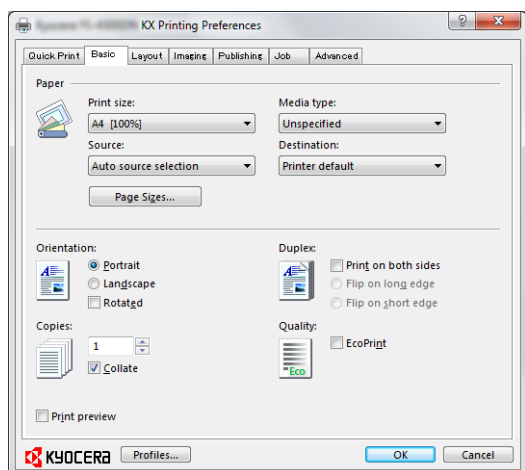 KX Printing Preferences
Quick Print Basic Layout Imaging Publishing Job Advanced
Paper
Print size: Media type:
A4 [100%] Unspecified
Source: Destination:
Auto source selection Printer default
Page Sizes...
Orientation: Duplex:
Portrait Print on both sides
Landscape Flip on long edge
Rotated Flip on short edge
Copies: Quality:
1 EcoPrint
Collate Eco
Print preview
KYOCERA Profiles... OK Cancel